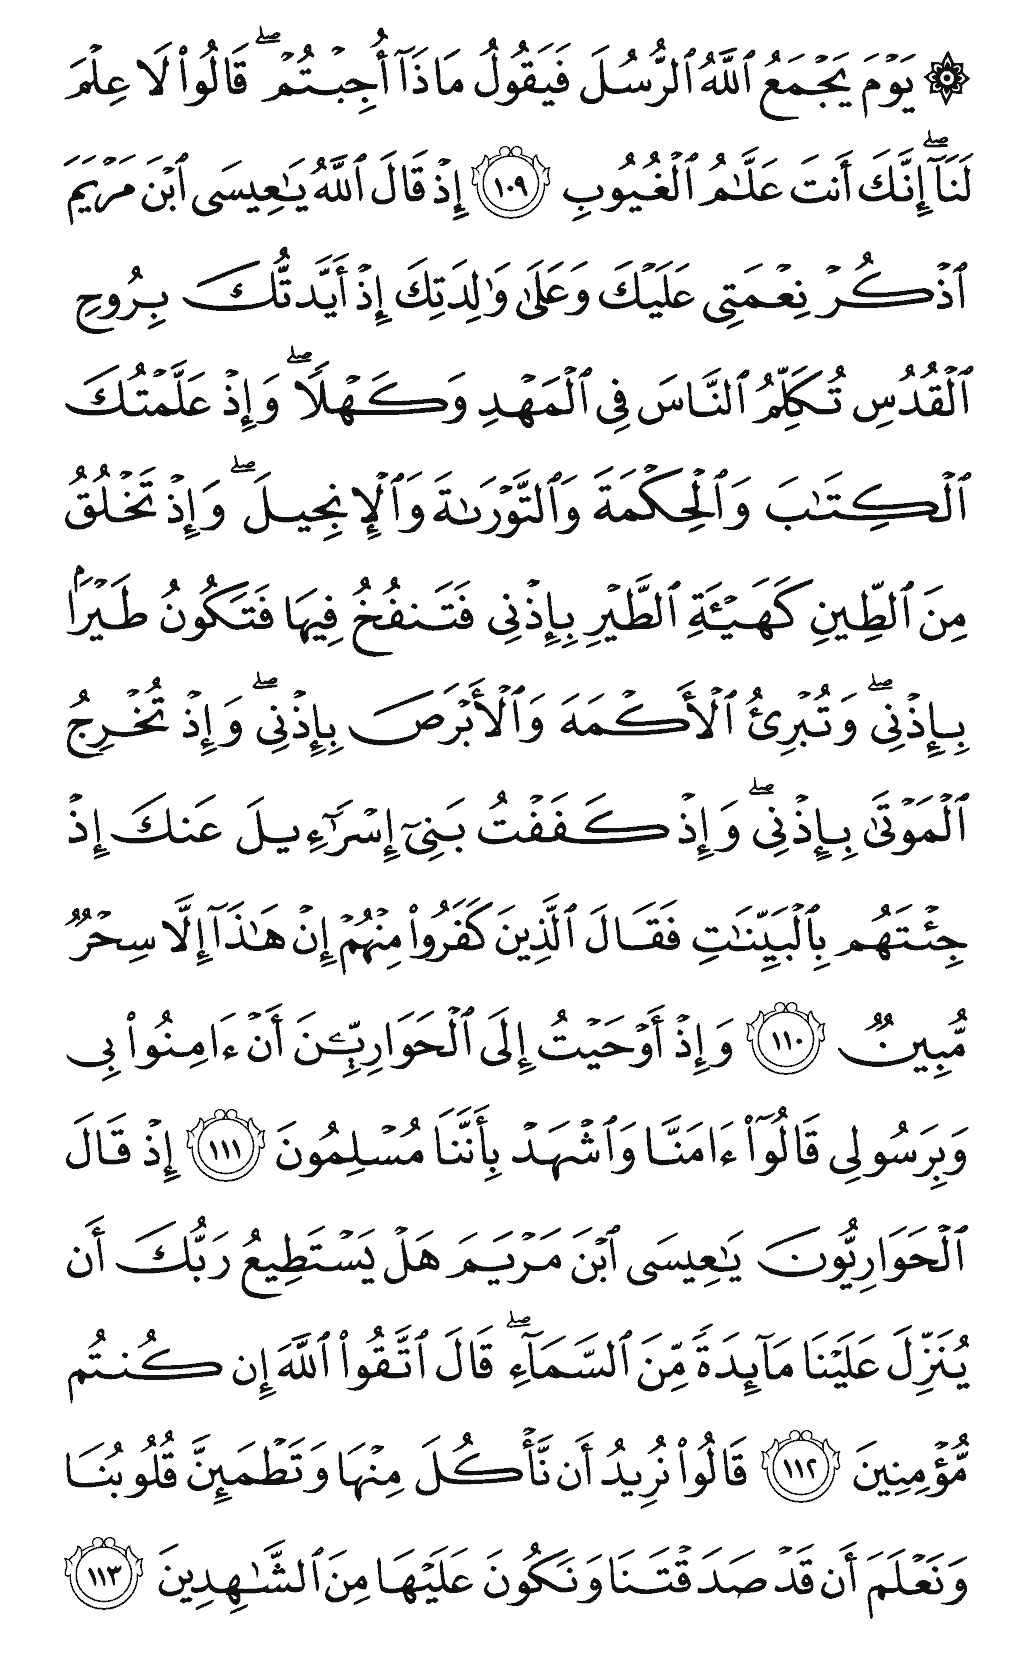 ۞ يَوْمَ يَجْمَعُ ٱللَّهُ ٱلرُّسُلَ فَيَقُولُ مَاذَآ أُجِبْتُمْ ۖ قَالُوا۟ لَا عِلْمَ
لَنَآ ۖ إِنَّكَ أَنتَ عَلَّٰمُ ٱلْغُيُوبِ ١٠٩ إِذْ قَالَ ٱللَّهُ يَٰعِيسَى ٱبْنَ مَرْيَمَ
ٱذْكُرْ نِعْمَتِى عَلَيْكَ وَعَلَىٰ وَٰلِدَتِكَ إِذْ أَيَّدتُّكَ بِرُوحِ
ٱلْقُدُسِ تُكَلِّمُ ٱلنَّاسَ فِى ٱلْمَهْدِ وَكَهْلًا ۖ وَإِذْ عَلَّمْتُكَ
ٱلْكِتَٰبَ وَٱلْحِكْمَةَ وَٱلتَّوْرَىٰةَ وَٱلْإِنجِيلَ ۖ وَإِذْ تَخْلُقُ
مِنَ ٱلطِّينِ كَهَيْـَٔةِ ٱلطَّيْرِ بِإِذْنِى فَتَنفُخُ فِيهَا فَتَكُونُ طَيْرًۢا
بِإِذْنِى ۖ وَتُبْرِئُ ٱلْأَكْمَهَ وَٱلْأَبْرَصَ بِإِذْنِى ۖ وَإِذْ تُخْرِجُ
ٱلْمَوْتَىٰ بِإِذْنِى ۖ وَإِذْ كَفَفْتُ بَنِىٓ إِسْرَٰٓءِيلَ عَنكَ إِذْ
جِئْتَهُم بِٱلْبَيِّنَٰتِ فَقَالَ ٱلَّذِينَ كَفَرُوا۟ مِنْهُمْ إِنْ هَٰذَآ إِلَّا سِحْرٌ
مُّبِينٌ ١١٠ وَإِذْ أَوْحَيْتُ إِلَى ٱلْحَوَارِيِّـۧنَ أَنْ ءَامِنُوا۟ بِى
وَبِرَسُولِى قَالُوٓا۟ ءَامَنَّا وَٱشْهَدْ بِأَنَّنَا مُسْلِمُونَ ١١١ إِذْ قَالَ
ٱلْحَوَارِيُّونَ يَٰعِيسَى ٱبْنَ مَرْيَمَ هَلْ يَسْتَطِيعُ رَبُّكَ أَن
يُنَزِّلَ عَلَيْنَا مَآئِدَةً مِّنَ ٱلسَّمَآءِ ۖ قَالَ ٱتَّقُوا۟ ٱللَّهَ إِن كُنتُم
مُّؤْمِنِينَ ١١٢ قَالُوا۟ نُرِيدُ أَن نَّأْكُلَ مِنْهَا وَتَطْمَئِنَّ قُلُوبُنَا
وَنَعْلَمَ أَن قَدْ صَدَقْتَنَا وَنَكُونَ عَلَيْهَا مِنَ ٱلشَّٰهِدِينَ ١١٣